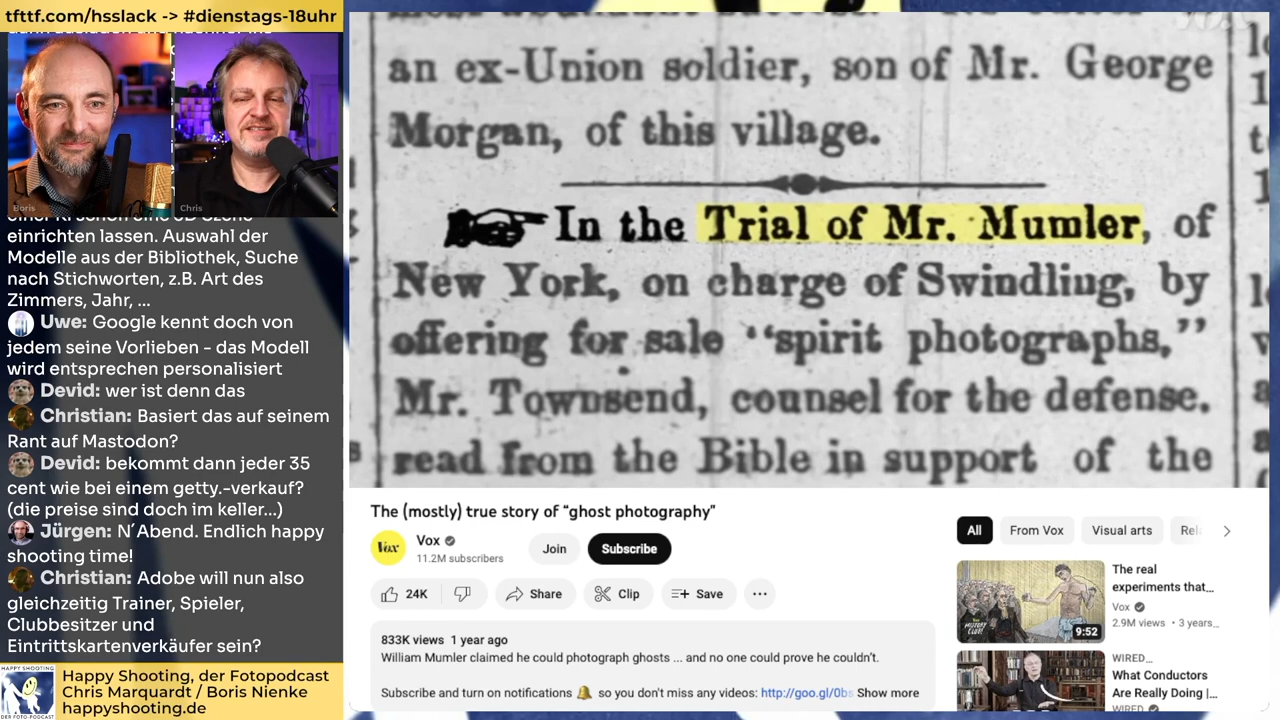 tfttf.com/hsslack -> #dienstags-18uhr
Boris
Chris
einrichten lassen. Auswahl der
Modelle aus der Bibliothek, Suche
nach Stichworten, z.B. Art des
Zimmers, Jahr, ...
Uwe: Google kennt doch von
jedem seine Vorlieben - das Modell
wird entsprechen personalisiert
Devid: wer ist denn das
Christian: Basiert das auf seinem
Rant auf Mastodon?
Devid: bekommt dann jeder 35
cent wie bei einem getty.-verkauf?
(die preise sind doch im keller...)
Jürgen: N´Abend. Endlich happy
shooting time!
Christian: Adobe will nun also
gleichzeitig Trainer, Spieler,
Clubbesitzer und
Eintrittskartenverkäufer sein?
HAPPY SHOOTING
DER FOTO-PODCAST
Happy Shooting, der Fotopodcast
Chris Marquardt / Boris Nienke
happyshooting.de
Vox
an ex-Union soldier, son of Mr. George
Morgan, of this village.
In the Trial of Mr. Mumler, of
New York, on charge of Swindling, by
offering for sale “spirit photographs,”
Mr. Townsend, counsel for the defense,
read from the Bible in support of the
The (mostly) true story of “ghost photography”
Vox
Vox
11.2M subscribers
Join
Subscribe
24K
Share
Clip
Save
...
833K views 1 year ago
William Mumler claimed he could photograph ghosts ... and no one could prove he couldn’t.
Subscribe and turn on notifications 🔔 so you don't miss any videos: http://goo.gl/0bs Show more
All
From Vox
Visual arts
Rel
The real
experiments that...
Vox
2.9M views • 3 years...
9:52
WIRED...
What Conductors
Are Really Doing |...
WIRED